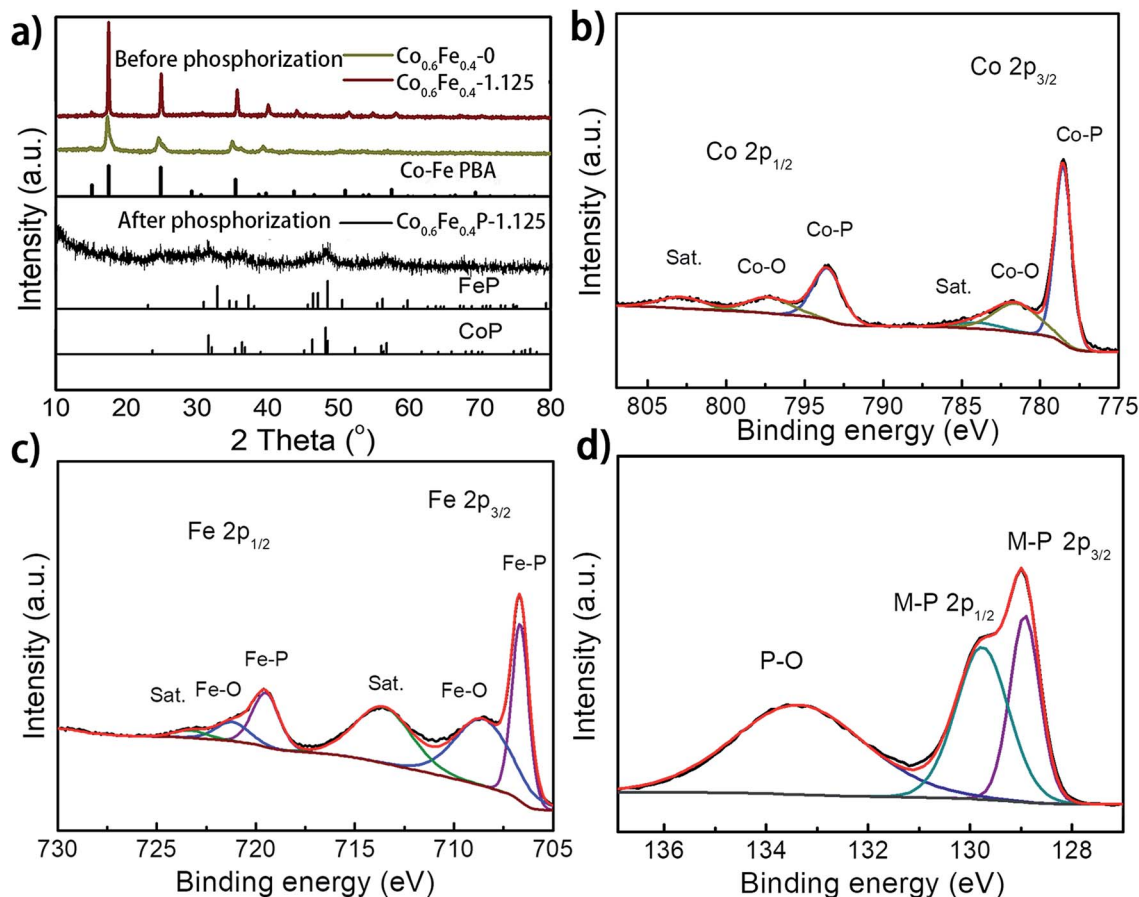 a)
Before phosphorization
Co0.6Fe0.4-0
Co0.6Fe0.4-1.125
Co-Fe PBA
After phosphorization
Co0.6Fe0.4P-1.125
FeP
CoP
Intensity (a.u.)
10 20 30 40 50 60 70 80
2 Theta (o)
b)
Co 2p3/2
Co-P
Co 2p1/2
Co-P
Sat.
Co-O
Sat.
Co-O
Intensity (a.u.)
805 800 795 790 785 780 775
Binding energy (eV)
c)
Fe 2p3/2
Fe 2p1/2
Fe-P
Fe-P
Sat.
Fe-O
Sat.
Fe-O
Intensity (a.u.)
730 725 720 715 710 705
Binding energy (eV)
d)
M-P 2p3/2
M-P 2p1/2
P-O
Intensity (a.u.)
136 134 132 130 128
Binding energy (eV)